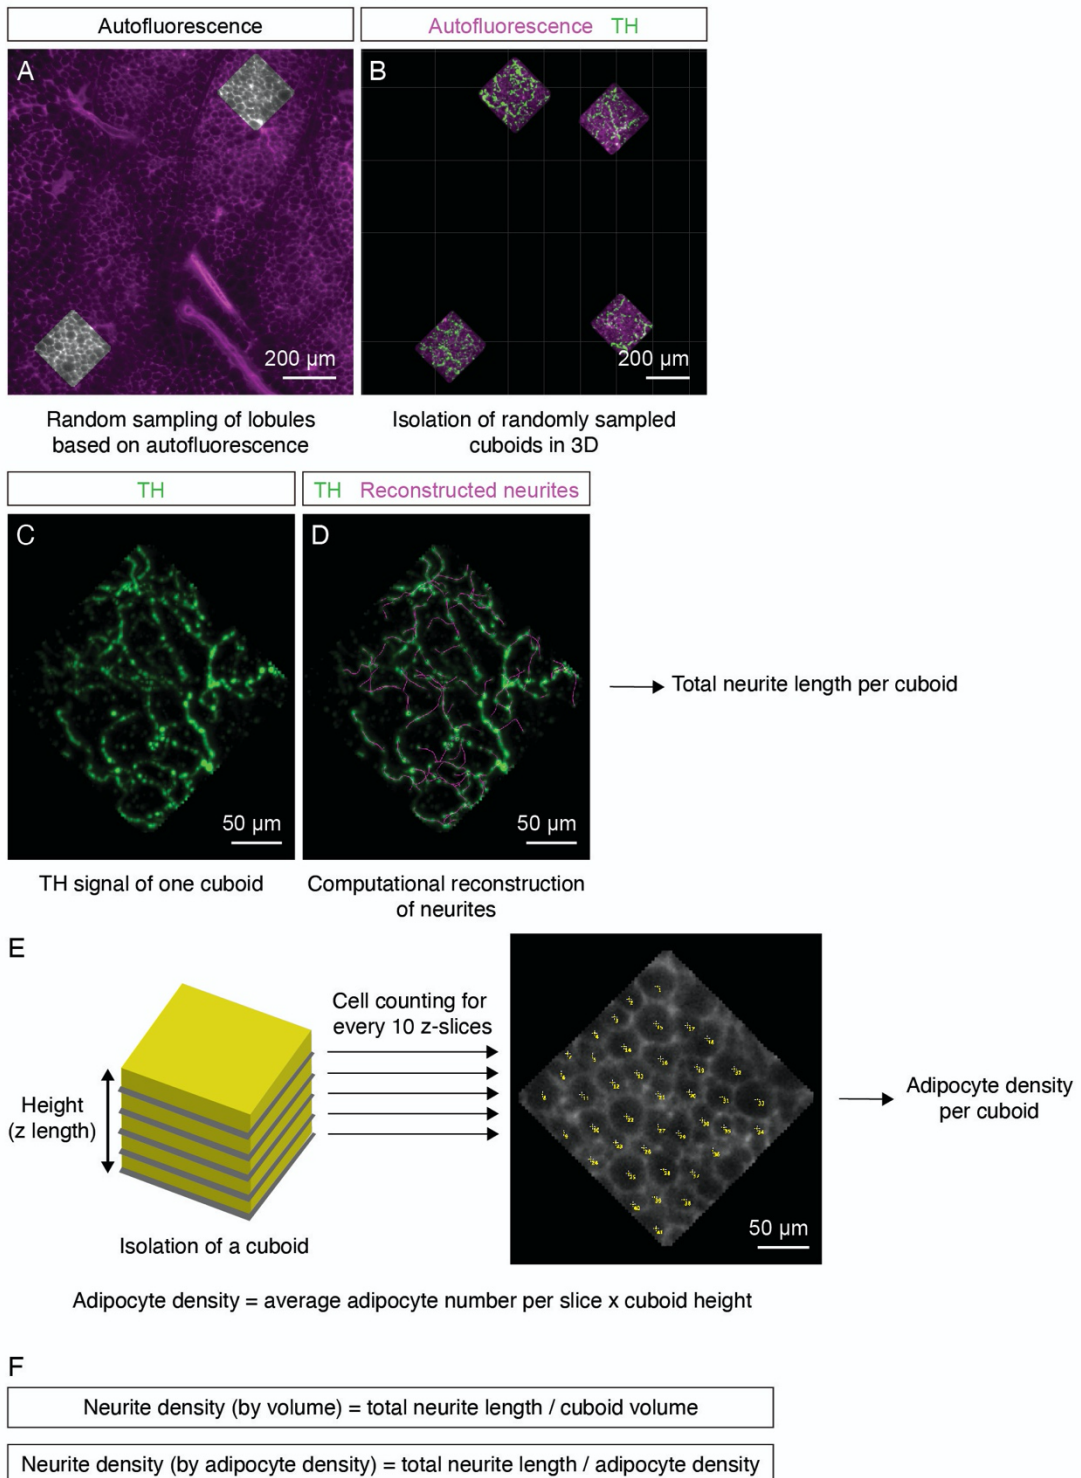 Autofluorescence
Autofluorescence TH
A
B
200 µm
200 µm
Random sampling of lobules
based on autofluorescence
Isolation of randomly sampled
cuboids in 3D
TH
TH Reconstructed neurites
C
D
50 µm
50 µm
Total neurite length per cuboid
TH signal of one cuboid
Computational reconstruction
of neurites
E
Cell counting for
every 10 z-slices
Height
(z length)
Adipocyte density
per cuboid
50 µm
Isolation of a cuboid
Adipocyte density = average adipocyte number per slice x cuboid height
F
Neurite density (by volume) = total neurite length / cuboid volume
Neurite density (by adipocyte density) = total neurite length / adipocyte density